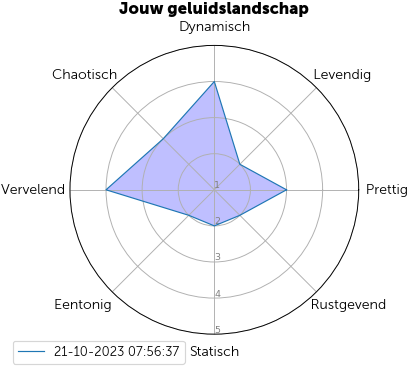 Jouw geluidslandschap
Dynamisch
Chaotisch
Levendig
Vervelend
1
Prettig
2
3
4
Eentonig
Rustgevend
5
21-10-2023 07:56:37
Statisch